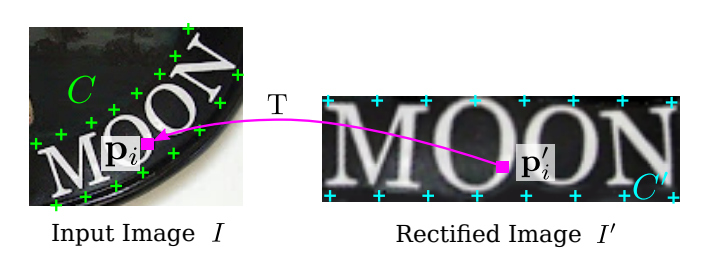 C
MOON
p_i
T
MOON
p'_i
C'
Input Image I
Rectified Image I'